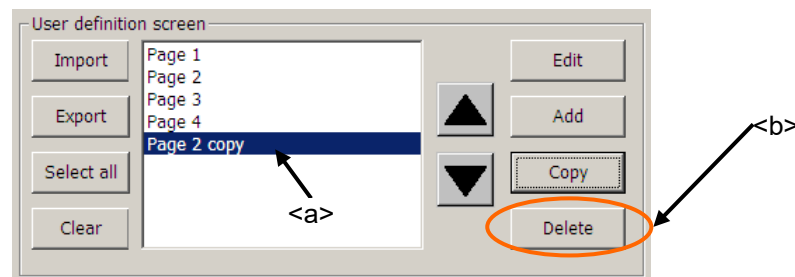 User definition screen
Import
Export
Select all
Clear
Page 1
Page 2
Page 3
Page 4
Page 2 copy
<a>
Edit
Add
Copy
Delete
<b>